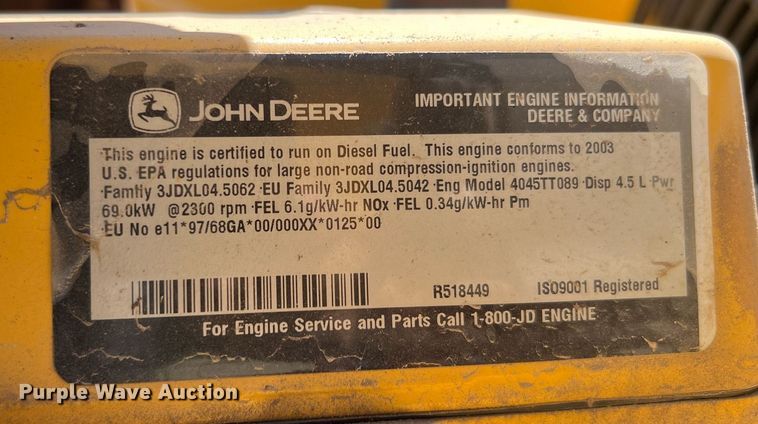 JOHN DEERE
IMPORTANT ENGINE INFORMATION
DEERE & COMPANY
This engine is certified to run on Diesel Fuel. This engine conforms to 2003
U.S. EPA regulations for large non-road compression-ignition engines.
Family 3JDXL04.5062 EU Family 3JDXL04.5042 Eng Model 4045TT089 Disp 4.5 L Pwr
69.0kW @2300 rpm FEL 6.1g/kW-hr NOx FEL 0.34g/kW-hr Pm
EU No e11*97/68GA*00/000XX*0125*00
R518449 ISO9001 Registered
For Engine Service and Parts Call 1-800-JD ENGINE
Purple Wave Auction